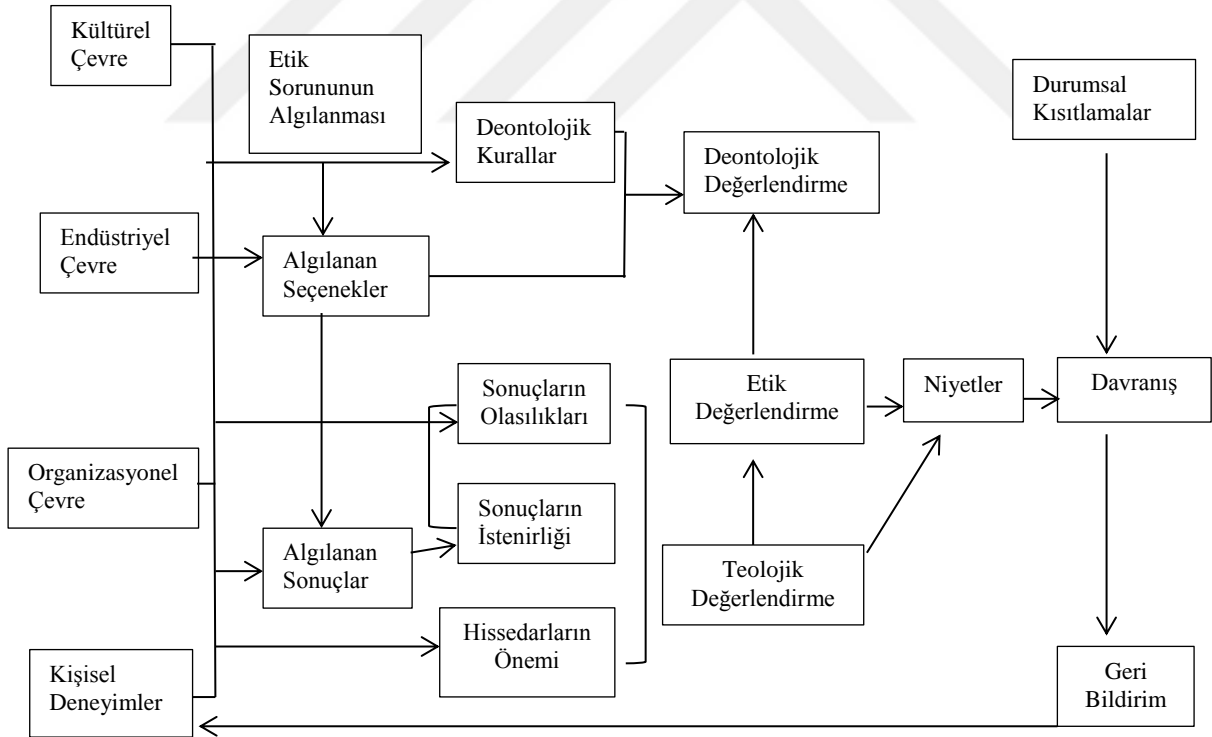 Kültürel
Çevre
Etik
Sorununun
Algılanması
Durumsal
Kısıtlamalar
Deontolojik
Kurallar
Deontolojik
Değerlendirme
Endüstriyel
Çevre
Algılanan
Seçenekler
Sonuçların
Olasılıkları
Etik
Değerlendirme
Niyetler
Davranış
Organizasyonel
Çevre
Sonuçların
İstenirliği
Algılanan
Sonuçlar
Teolojik
Değerlendirme
Hissedarların
Önemi
Kişisel
Deneyimler
Geri
Bildirim